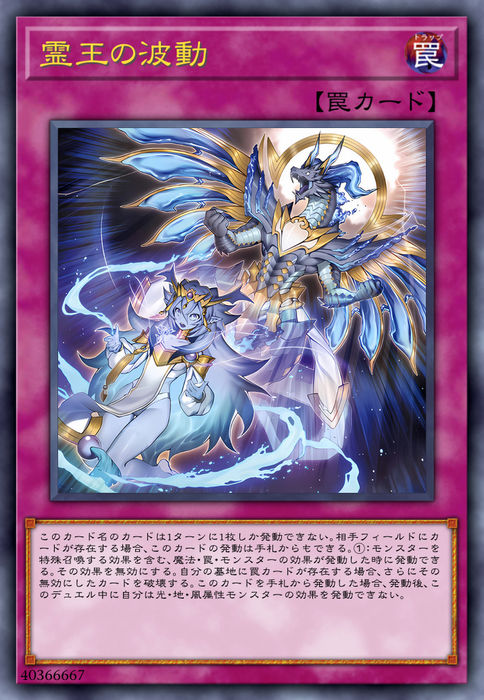 霊王の波動
トラップ
罠
【罠カード】
このカード名のカードは1ターンに1枚しか発動できない。相手フィールドにカ
ードが存在する場合、このカードの発動は手札からもできる。①:モンスターを
特殊召喚する効果を含む、魔法・罠・モンスターの効果が発動した時に発動でき
る。その効果を無効にする。自分の墓地に罠カードが存在する場合、さらにその
無効にしたカードを破壊する。このカードを手札から発動した場合、発動後、こ
のデュエル中に自分は光・地・風属性モンスターの効果を発動できない。
40366667